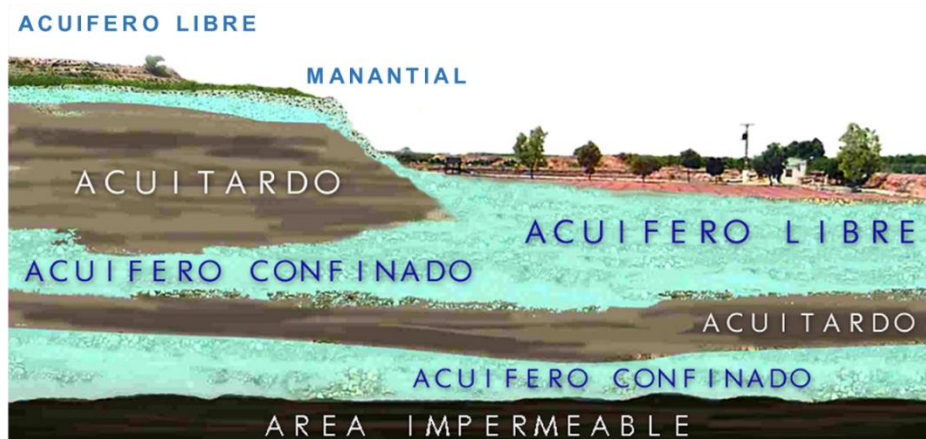 ACUIFERO LIBRE
MANANTIAL
ACUITARDO
ACUIFERO LIBRE
ACUIFERO CONFINADO
ACUITARDO
ACUIFERO CONFINADO
AREA IMPERMEABLE